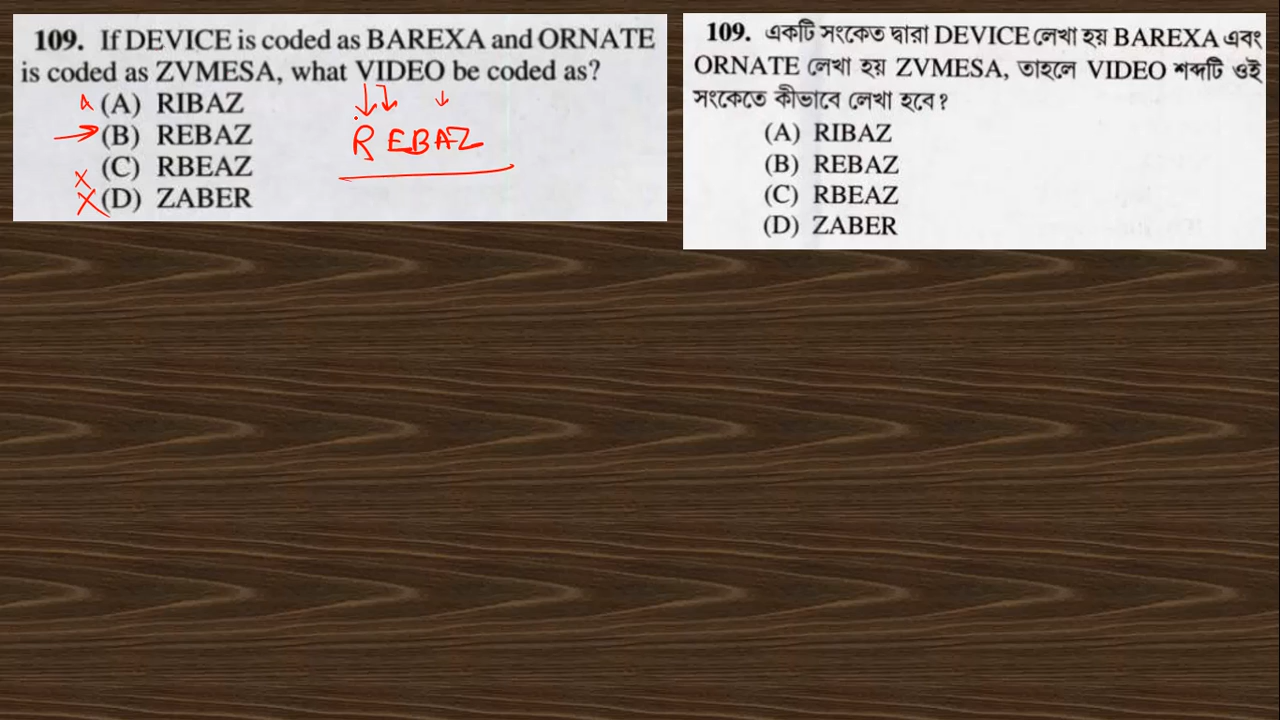 109. If DEVICE is coded as BAREXA and ORNATE
is coded as ZVMESA, what VIDEO be coded as?
(A) RIBAZ
(B) REBAZ
(C) RBEAZ
(D) ZABER
REBAZ
109. একটি সংকেত দ্বারা DEVICE লেখা হয় BAREXA এবং
ORNATE লেখা হয় ZVMESA, তাহলে VIDEO শব্দটি ওই
সংকেতে কীভাবে লেখা হবে?
(A) RIBAZ
(B) REBAZ
(C) RBEAZ
(D) ZABER